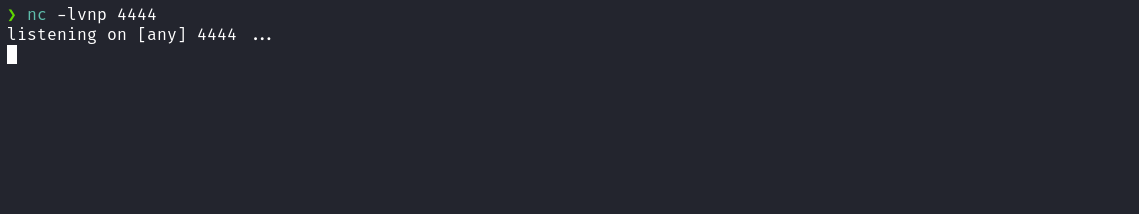 ❯ nc -lvnp 4444
listening on [any] 4444 ...